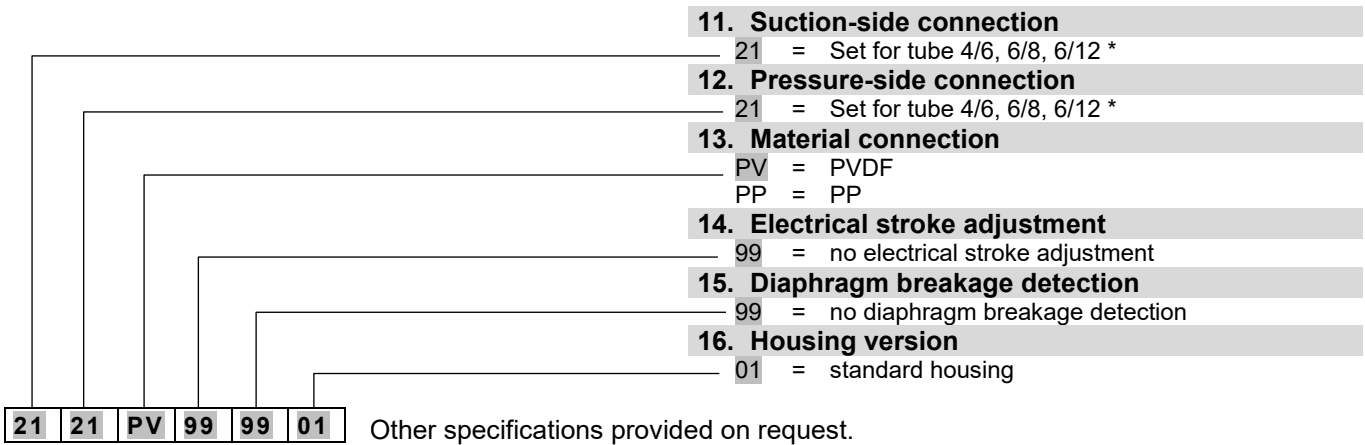 11. Suction-side connection
21 = Set for tube 4/6, 6/8, 6/12 *
12. Pressure-side connection
21 = Set for tube 4/6, 6/8, 6/12 *
13. Material connection
PV = PVDF
PP = PP
14. Electrical stroke adjustment
99 = no electrical stroke adjustment
15. Diaphragm breakage detection
99 = no diaphragm breakage detection
16. Housing version
01 = standard housing
21 21 PV 99 99 01 Other specifications provided on request.